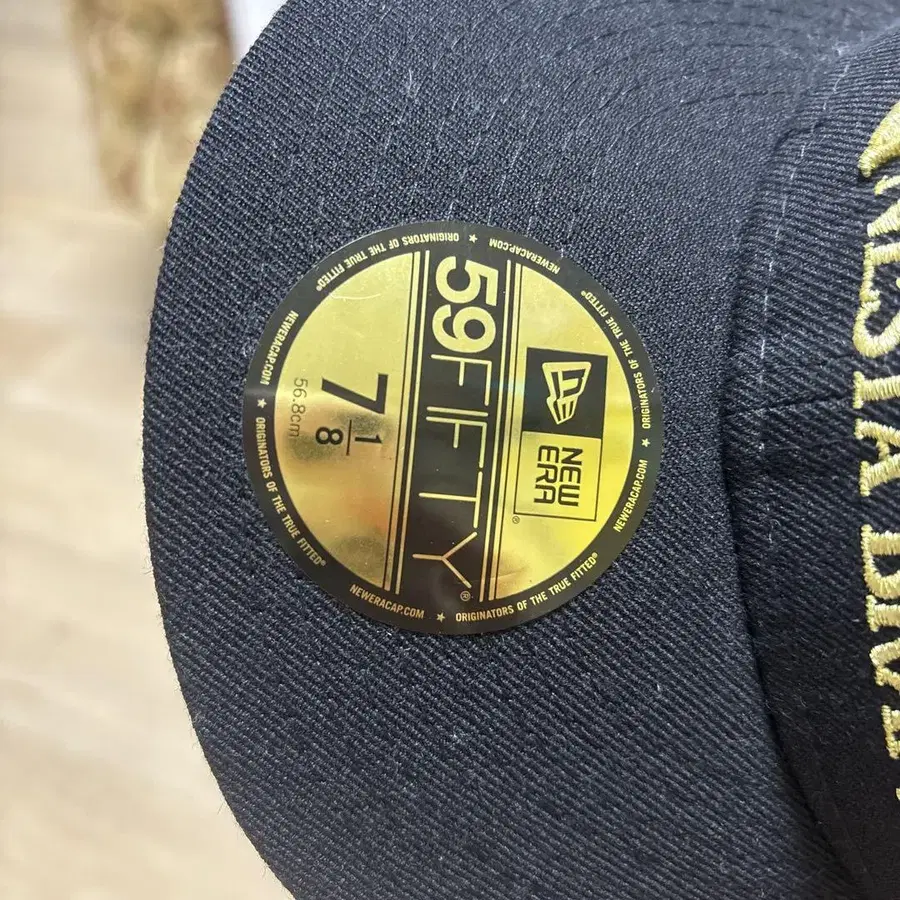 NEW
ERA
®
59FIFTY®
7 1/8
56.8cm
ORIGINATORS OF THE TRUE FITTED®
★ NEWERACAP.COM
★ ORIGINATORS OF THE TRUE FITTED®
★ NEWERACAP.COM
★ ORIGINATORS OF THE TRUE FITTED®
★ NEWERACAP.COM
★ ORIGINATORS OF THE TRUE FITTED®
NEWERACAP.COM